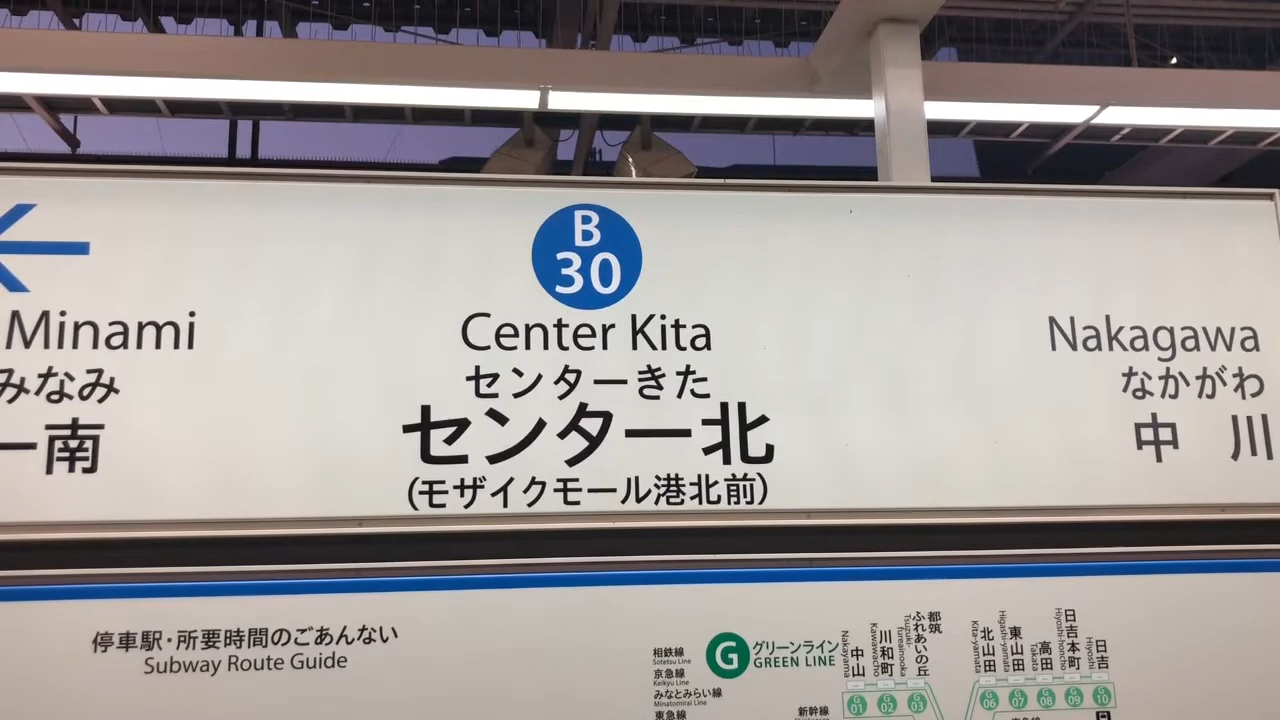 B
30
Minami
みなみ
ー南
Center Kita
センターきた
センター北
(モザイクモール港北前)
Nakagawa
なかがわ
中川
停車駅・所要時間のごあんない
Subway Route Guide
相鉄線
Sotetsu Line
京急線
Keikyu Line
みなとみらい線
Minatomirai Line
東急線
G
グリーンライン
GREEN LINE
新幹線
Nakayama
中山
Kawawacho
川和町
Tsuzuki-
Fureainooka
都筑
ふれあいの丘
Kita-yamata
北山田
Higashi-yamata
東山田
Takata
高田
Hiyoshi-honcho
日吉本町
Hiyoshi
日吉
G
01
G
02
G
03
G
06
G
07
G
08
G
09
G
10